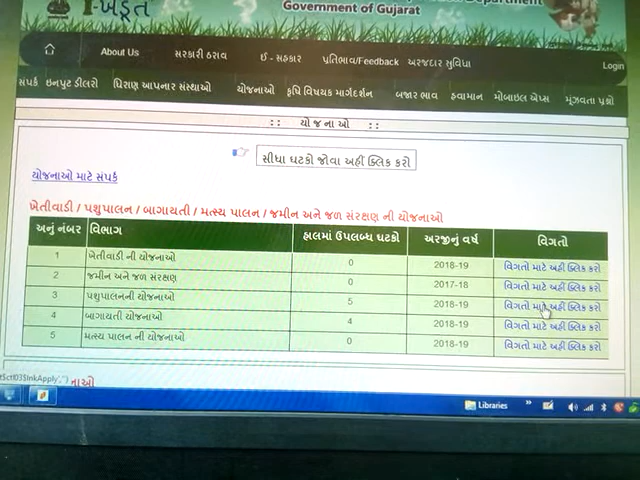 i-ખેડૂત
Department
Government of Gujarat
About Us સરકારી ઠરાવ ઈ - સહકાર પ્રતિભાવ/Feedback અરજદાર સુવિધા Login
સંપર્ક ઇનપુટ ડીલરો ધિરાણ આપનાર સંસ્થાઓ યોજનાઓ કૃષિ વિષયક માર્ગદર્શન બજાર ભાવ હવામાન મોબાઇલ એપ્સ મૂંઝવતા પ્રશ્નો
:: યોજનાઓ ::
સીધા ઘટકો જોવા અહીં ક્લિક કરો
યોજનાઓ માટે સંપર્ક
ખેતીવાડી / પશુપાલન / બાગાયતી / મત્સ્ય પાલન / જમીન અને જળ સંરક્ષણ ની યોજનાઓ
અનું નંબર વિભાગ હાલમાં ઉપલબ્ધ ઘટકો અરજીનું વર્ષ વિગતો
1 ખેતીવાડી ની યોજનાઓ 0 2018-19 વિગતો માટે અહીં ક્લિક કરો
2 જમીન અને જળ સંરક્ષણ 0 2017-18 વિગતો માટે અહીં ક્લિક કરો
3 પશુપાલનની યોજનાઓ 5 2018-19 વિગતો માટે અહીં ક્લિક કરો
4 બાગાયતી યોજનાઓ 4 2018-19 વિગતો માટે અહીં ક્લિક કરો
5 મત્સ્ય પાલન ની યોજનાઓ 0 2018-19 વિગતો માટે અહીં ક્લિક કરો
$ctl03$lnkApply','') નાઓ
Libraries »